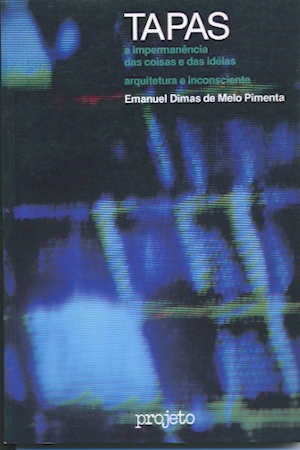 TAPAS
a impermanência
das coisas e das idéias
arquitetura e inconsciente
Emanuel Dimas de Melo Pimenta
projeto